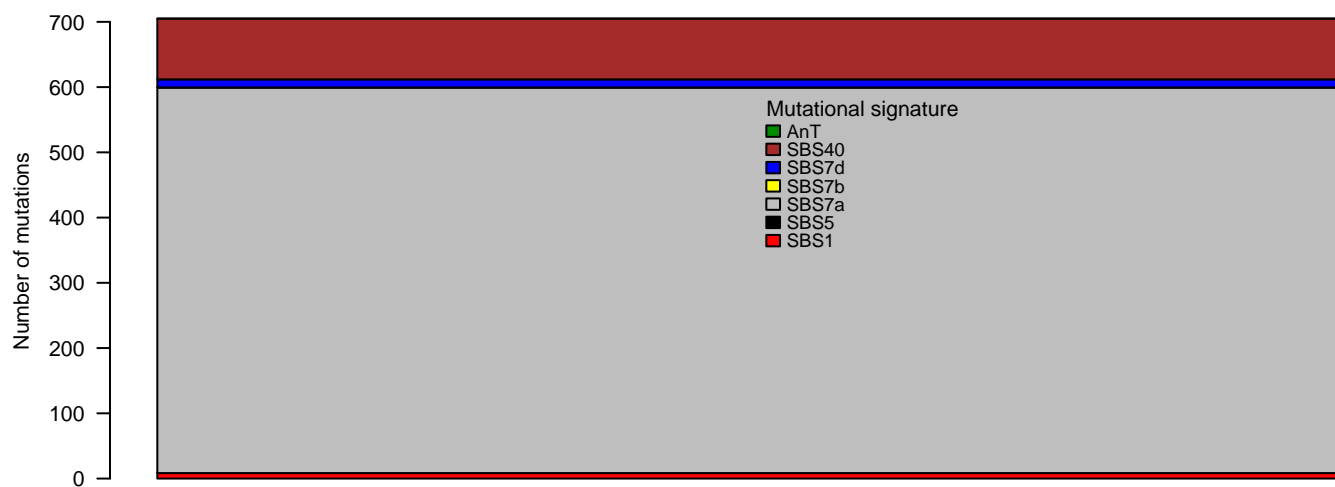 700
600
500
400
300
200
100
0
Number of mutations
Mutational signature
AnT
SBS40
SBS7d
SBS7b
SBS7a
SBS5
SBS1